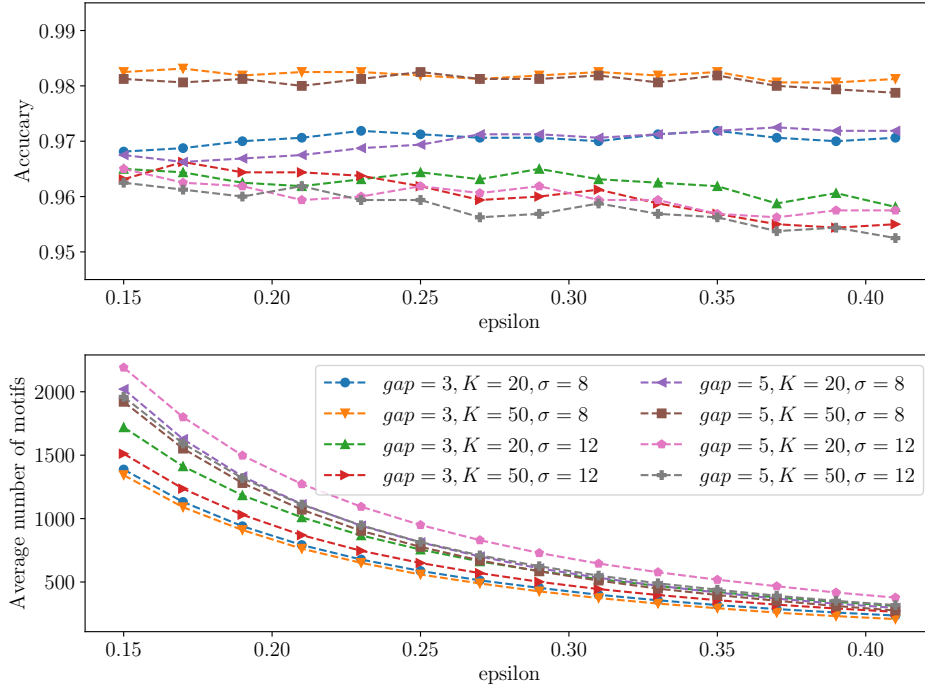 0.99
0.98
0.97
0.96
0.95
Accucary
0.15 0.20 0.25 0.30 0.35 0.40
epsilon
2000
1500
1000
500
Average number of motifs
gap = 3, K = 20, σ = 8
gap = 3, K = 50, σ = 8
gap = 3, K = 20, σ = 12
gap = 3, K = 50, σ = 12
gap = 5, K = 20, σ = 8
gap = 5, K = 50, σ = 8
gap = 5, K = 20, σ = 12
gap = 5, K = 50, σ = 12
0.15 0.20 0.25 0.30 0.35 0.40
epsilon